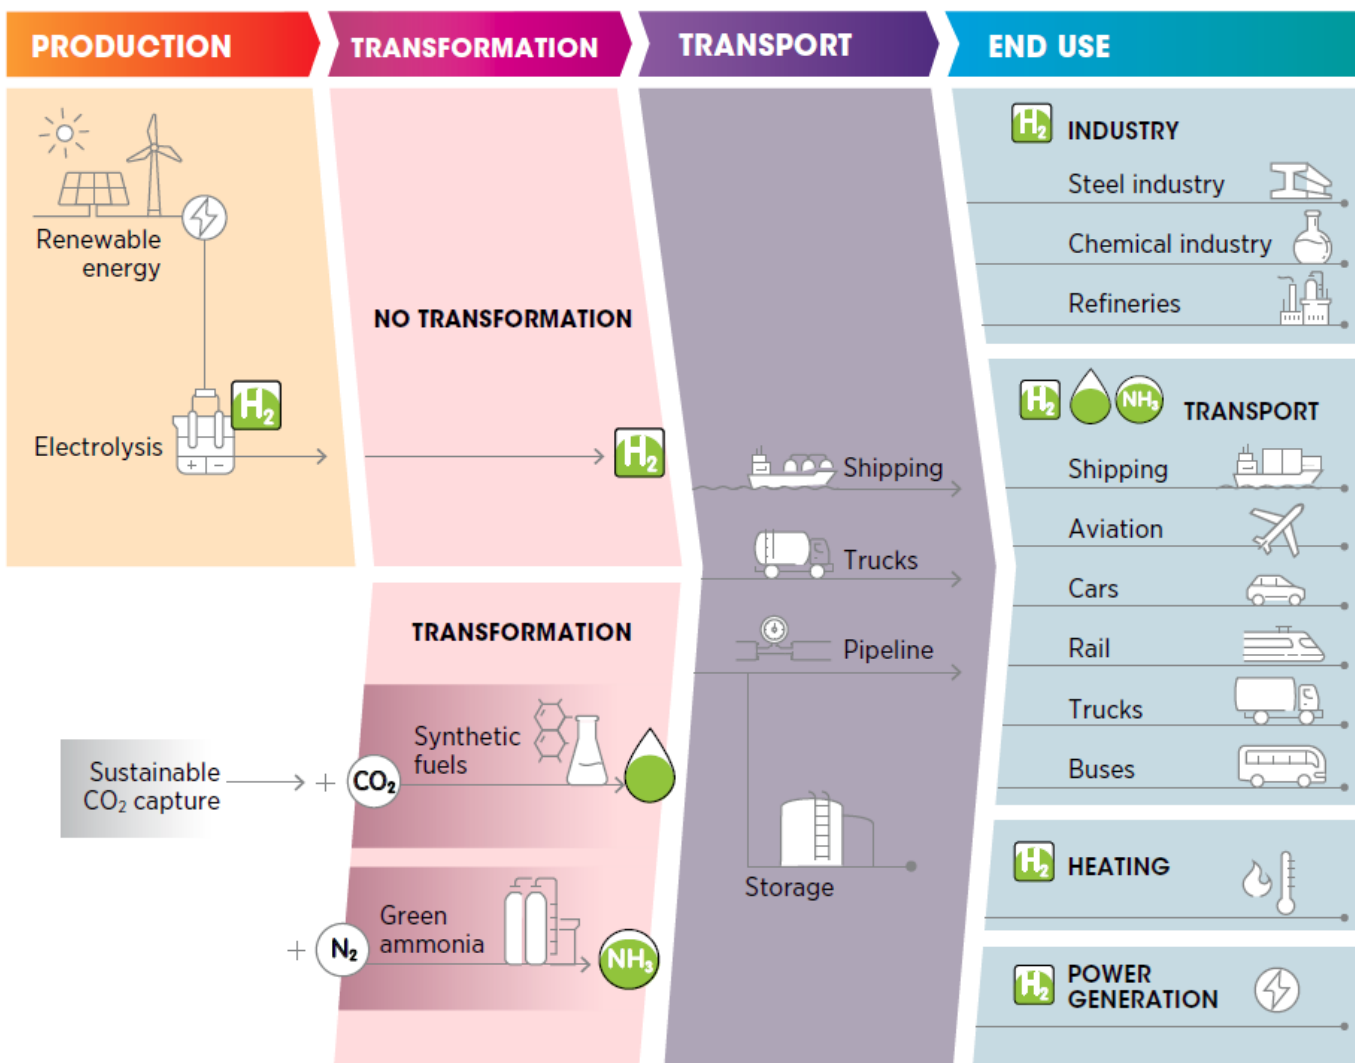 PRODUCTION
TRANSFORMATION
TRANSPORT
END USE
Renewable
energy
Electrolysis
+ −
H₂
NO TRANSFORMATION
H₂
TRANSFORMATION
Sustainable
CO₂ capture
+
CO₂
Synthetic
fuels
+
N₂
Green
ammonia
NH₃
Shipping
Trucks
Pipeline
Storage
H₂ INDUSTRY
Steel industry
Chemical industry
Refineries
H₂ NH₃ TRANSPORT
Shipping
Aviation
Cars
Rail
Trucks
Buses
H₂ HEATING
H₂ POWER
GENERATION